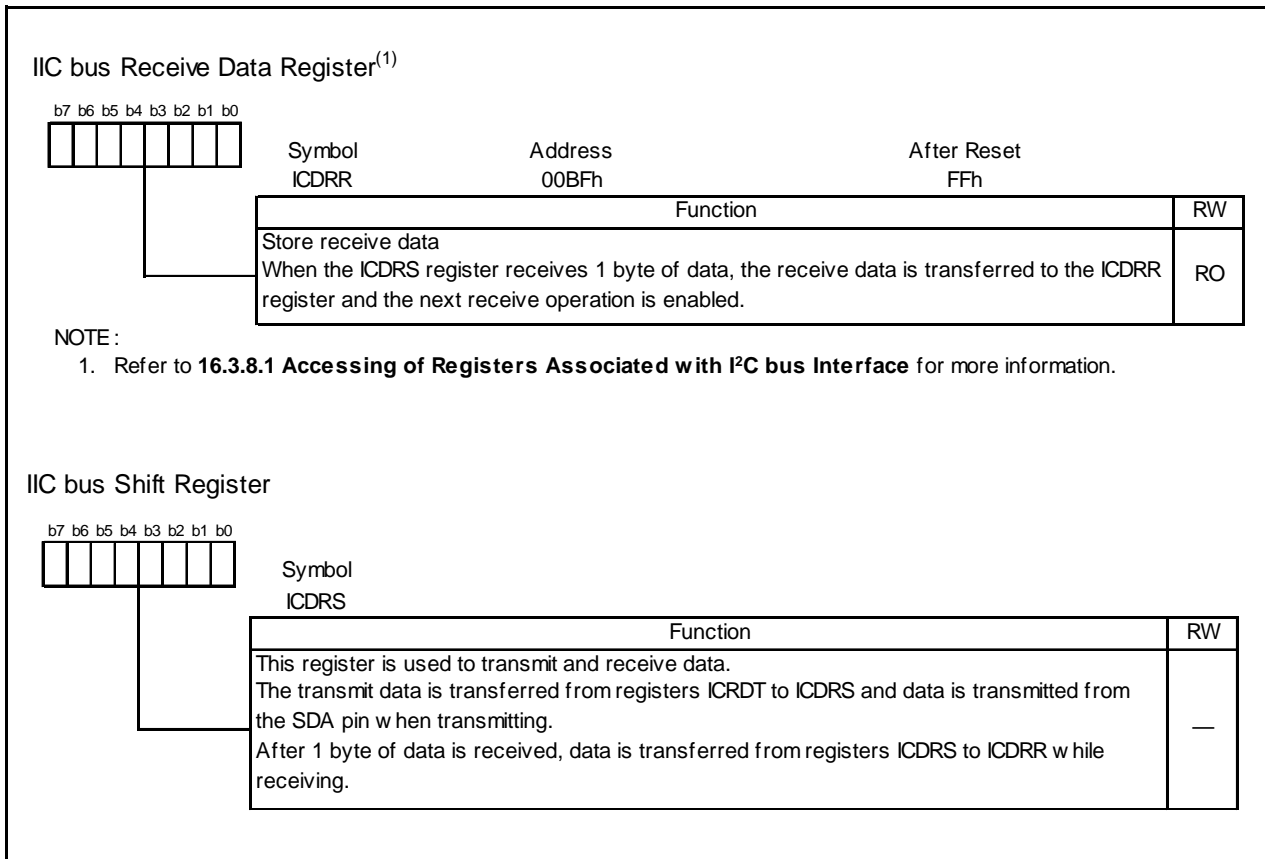 IIC bus Receive Data Register(1)
b7 b6 b5 b4 b3 b2 b1 b0
Symbol Address After Reset
ICDRR 00BFh FFh
Function RW
Store receive data
When the ICDRS register receives 1 byte of data, the receive data is transferred to the ICDRR
register and the next receive operation is enabled.
RO
NOTE :
1. Refer to 16.3.8.1 Accessing of Registers Associated with I²C bus Interface for more information.
IIC bus Shift Register
b7 b6 b5 b4 b3 b2 b1 b0
Symbol
ICDRS
Function RW
This register is used to transmit and receive data.
The transmit data is transferred from registers ICRDT to ICDRS and data is transmitted from
the SDA pin when transmitting.
After 1 byte of data is received, data is transferred from registers ICDRS to ICDRR while
receiving.
—